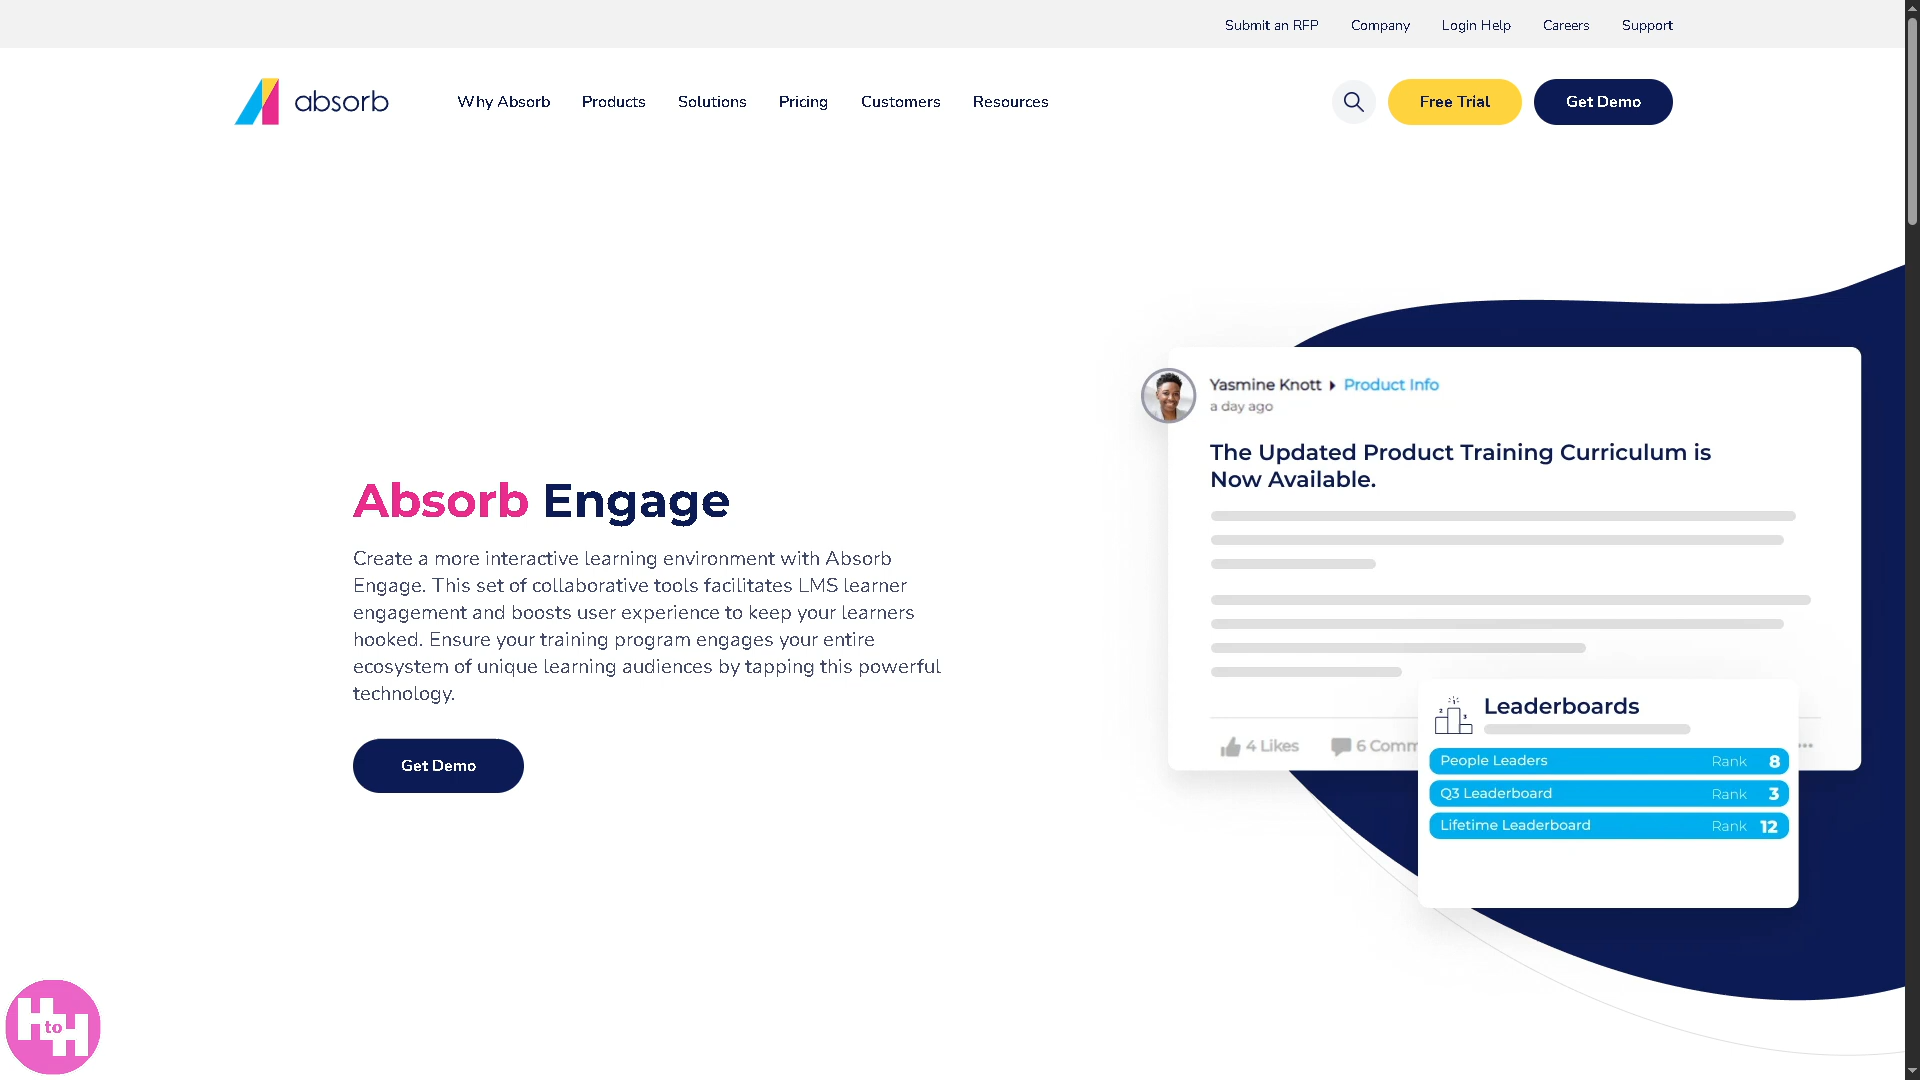 Submit an RFP Company Login Help Careers Support
absorb Why Absorb Products Solutions Pricing Customers Resources Free Trial Get Demo
Yasmine Knott Product Info
a day ago
The Updated Product Training Curriculum is
Now Available.
Absorb Engage
Create a more interactive learning environment with Absorb
Engage. This set of collaborative tools facilitates LMS learner
engagement and boosts user experience to keep your learners
hooked. Ensure your training program engages your entire
ecosystem of unique learning audiences by tapping this powerful
technology.
Get Demo
4 Likes 6 Comm
2 1 3
Leaderboards
People Leaders Rank 8
Q3 Leaderboard Rank 3
Lifetime Leaderboard Rank 12
H to H